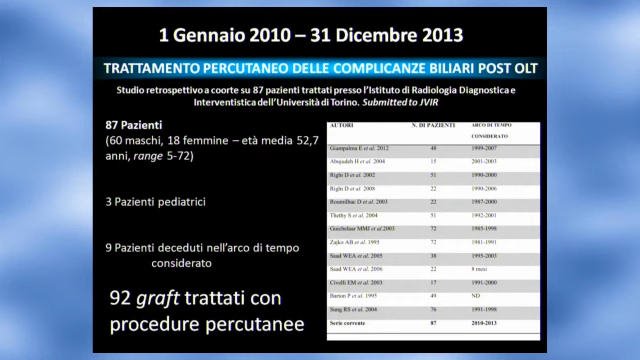 1 Gennaio 2010 – 31 Dicembre 2013
TRATTAMENTO PERCUTANEO DELLE COMPLICANZE BILIARI POST OLT
Studio retrospettivo a coorte su 87 pazienti trattati presso l'Istituto di Radiologia Diagnostica e
Interventistica dell'Università di Torino. Submitted to JVIR
87 Pazienti
(60 maschi, 18 femmine – età media 52,7
anni, range 5-72)
3 Pazienti pediatrici
9 Pazienti deceduti nell'arco di tempo
considerato
92 graft trattati con
procedure percutanee
AUTORI N. DI PAZIENTI ARCO DI TEMPO
CONSIDERATO
Giampalma E et al. 2012 48 1999-2007
Abujudeh H et al. 2004 15 2001-2003
Righi D et al. 2002 51 1990-2000
Righi D et al. 2008 22 1990-2006
Roumilhac D et al. 2003 22 1987-2000
Thethy S et al. 2004 51 1992-2001
MMJ et al. 2003 72 1985-1998
Zajko AB et al. 1995 72 1981-1991
Saad WEA et al. 2005 38 1995-2003
Saad WEA et al. 2006 22 8 mesi
EM et al. 2003 17 1991-2000
P et al. 1995 49 ND
Sung RS et al. 2004 76 1991-1998
Serie corrente 87 2010-2013